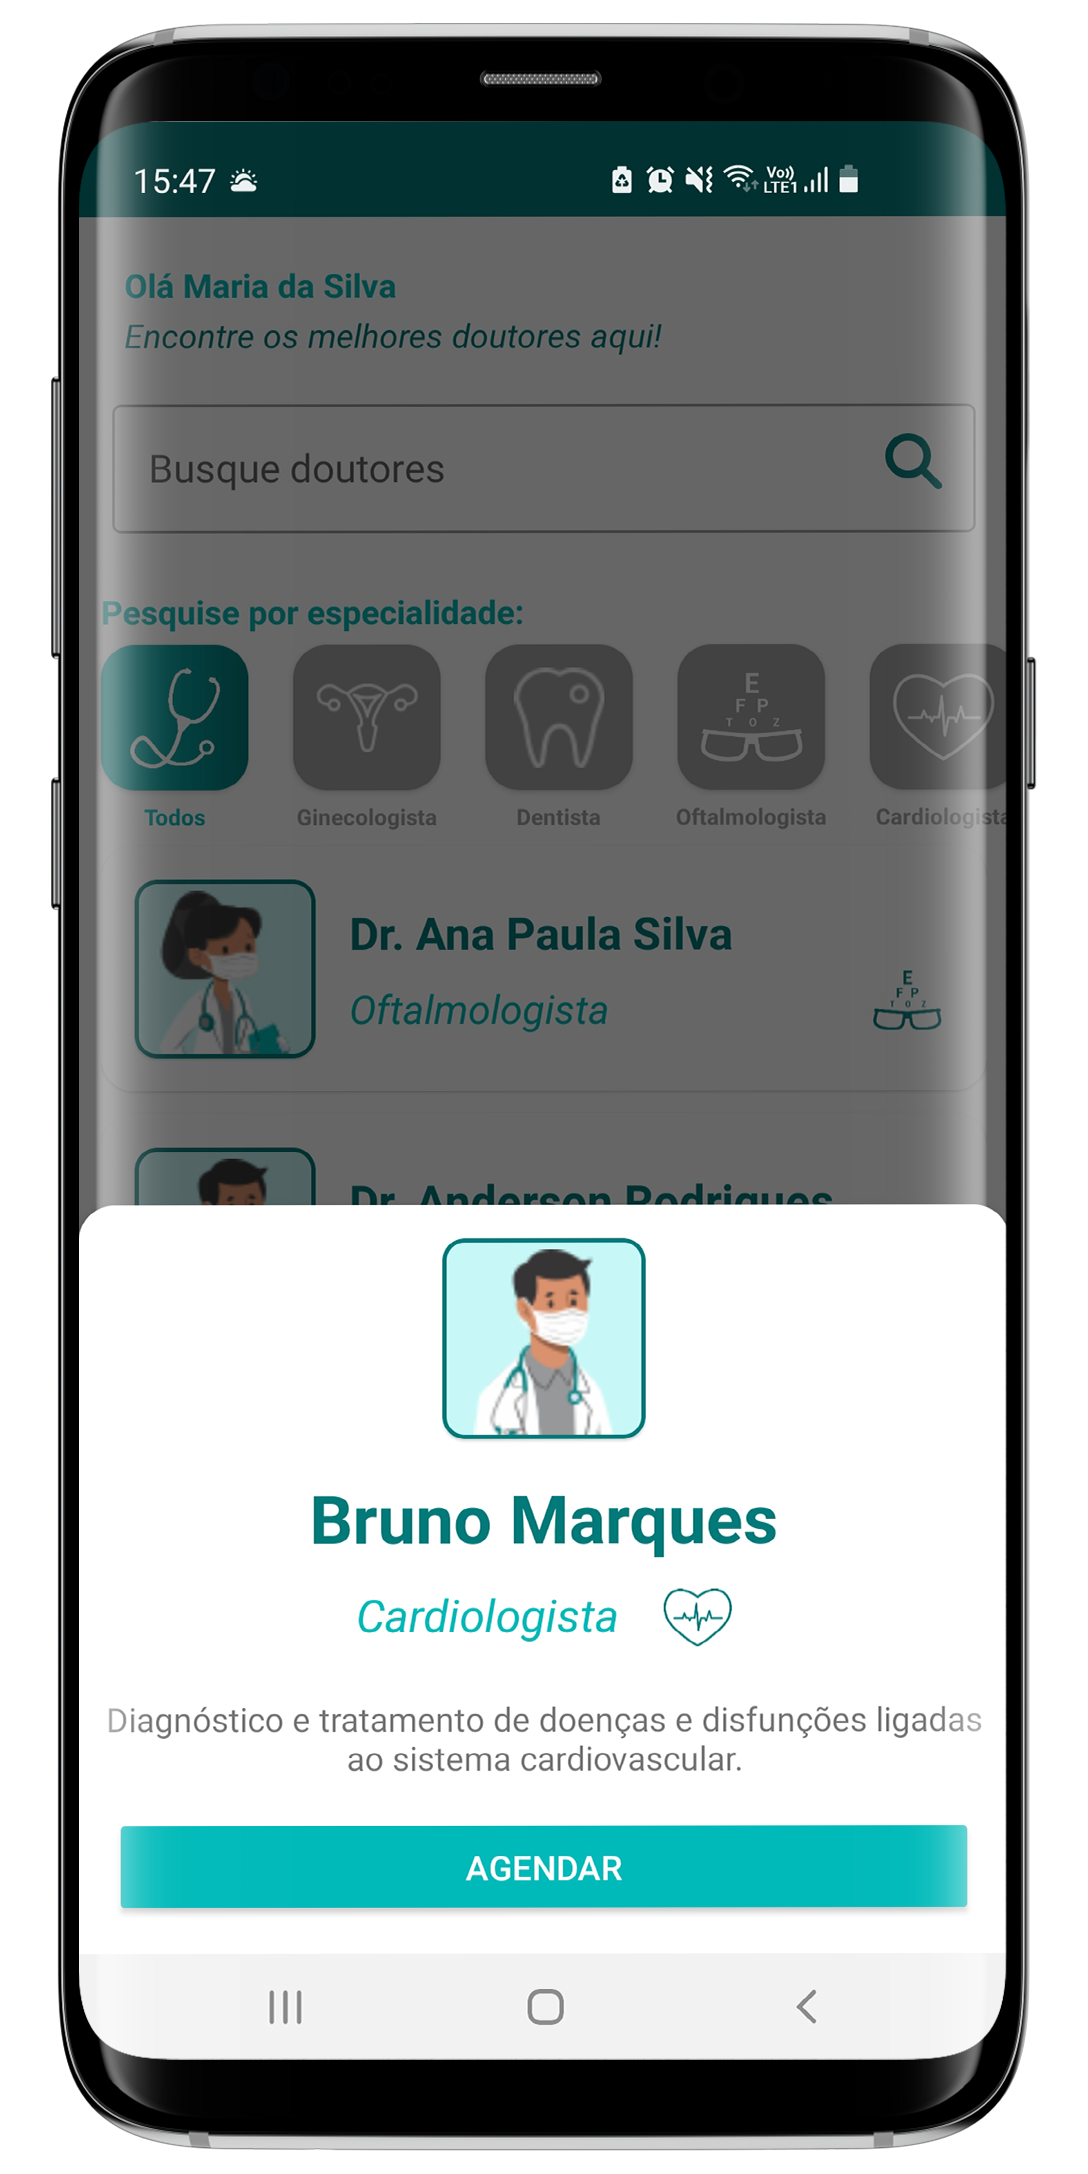 15:47
Vo))
LTE1
Olá Maria da Silva
Encontre os melhores doutores aqui!
Busque doutores
Pesquise por especialidade:
E
F P
T O Z
Todos
Ginecologista
Dentista
Oftalmologista
Cardiologista
Dr. Ana Paula Silva
Oftalmologista
E
F P
T O Z
Dr. Anderson Rodrigues
Bruno Marques
Cardiologista
Diagnóstico e tratamento de doenças e disfunções ligadas
ao sistema cardiovascular.
AGENDAR